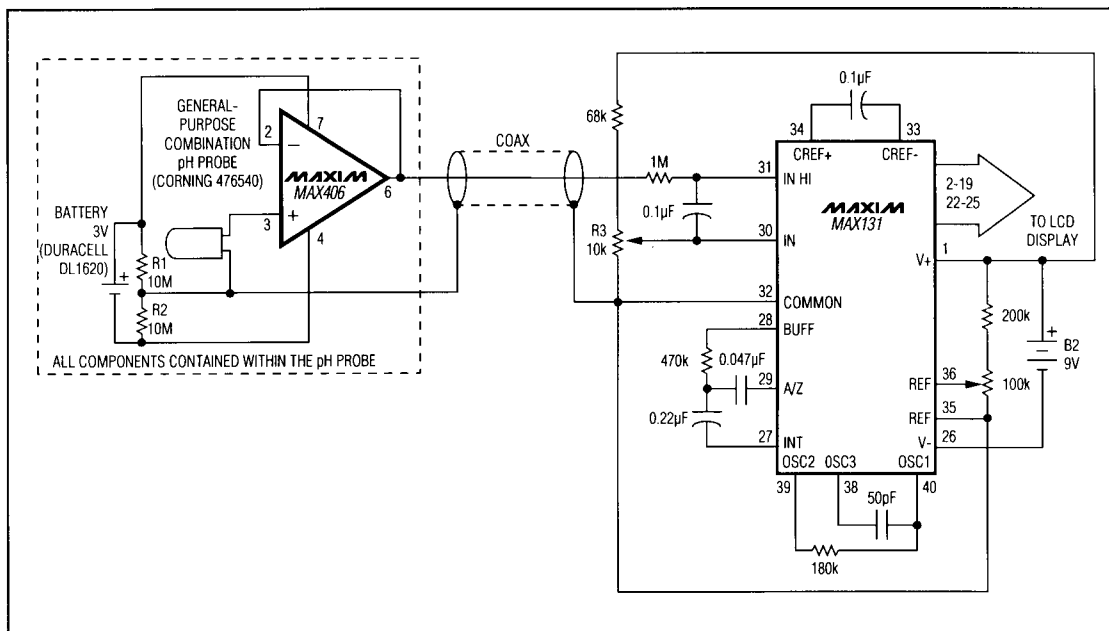 GENERAL-
PURPOSE
COMBINATION
pH PROBE
(CORNING 476540)
BATTERY
3V
(DURACELL
DL1620)
+
R1
10M
R2
10M
2
−
7
MAXIM
MAX406
6
3
+
4
ALL COMPONENTS CONTAINED WITHIN THE pH PROBE
COAX
68k
1M
0.1µF
R3
10k
0.1µF
34
33
CREF+
CREF-
31
IN HI
30
IN
32
COMMON
28
BUFF
470k
0.047µF
29
A/Z
0.22µF
27
INT
MAXIM
MAX131
2-19
22-25
TO LCD
DISPLAY
1
V+
200k
+
B2
9V
36
REF
100k
35
REF
26
V-
OSC2
OSC3
OSC1
39
38
40
50pF
180k